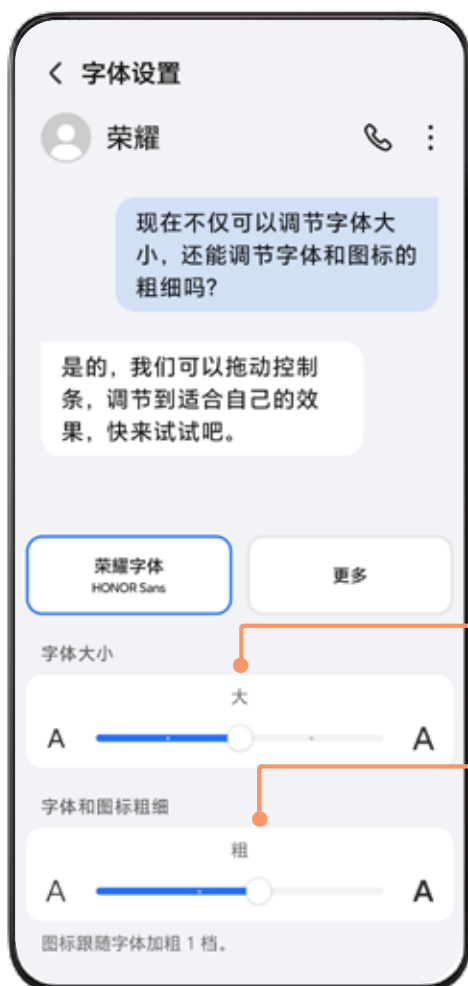 字体设置
荣耀
现在不仅可以调节字体大
小，还能调节字体和图标的
粗细吗？
是的，我们可以拖动控制
条，调节到适合自己的效
果，快来试试吧。
荣耀字体
HONOR Sans
更多
字体大小
大
A A
字体和图标粗细
粗
A A
图标跟随字体加粗 1 档。